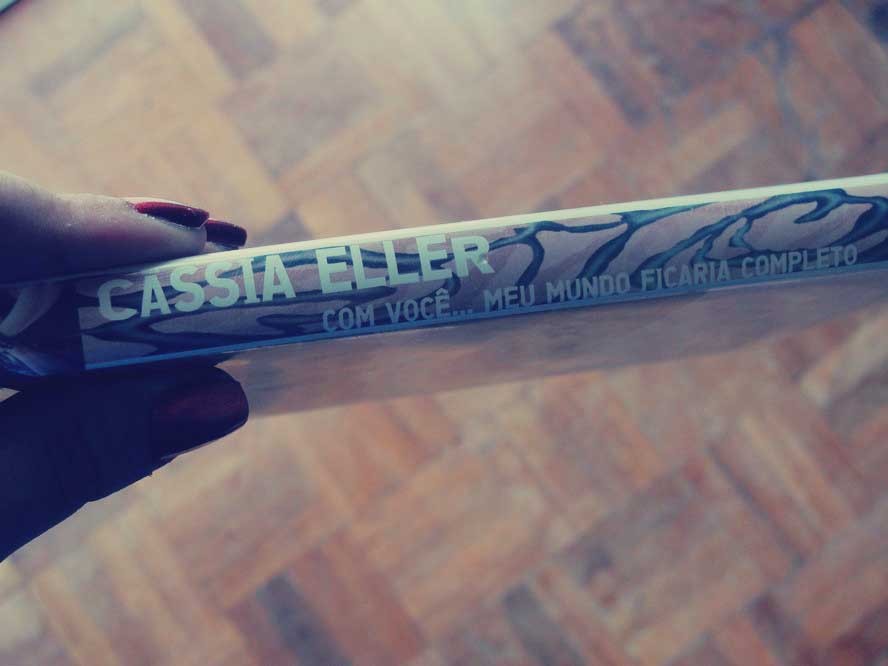 CASSIA ELLER
COM VOCÊ... MEU MUNDO FICARIA COMPLETO